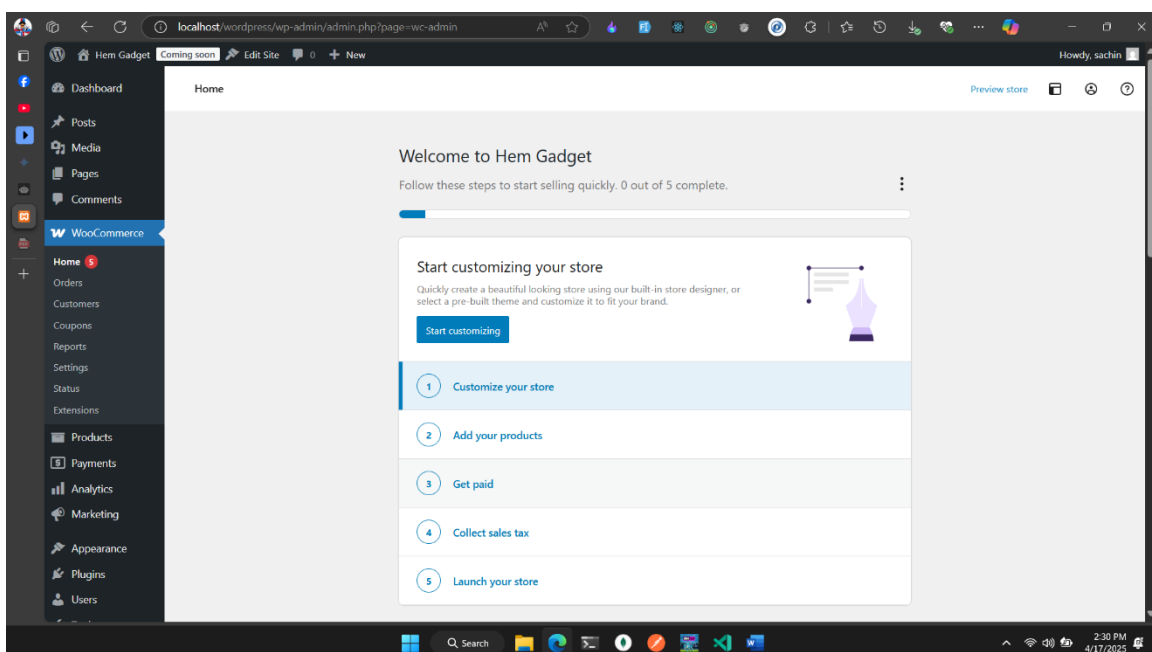 localhost/wordpress/wp-admin/admin.php?page=wc-admin
Hem Gadget Coming soon Edit Site 0 New
Howdy, sachin
Dashboard
Posts
Media
Pages
Comments
WooCommerce
Home 5
Orders
Customers
Coupons
Reports
Settings
Status
Extensions
Products
Payments
Analytics
Marketing
Appearance
Plugins
Users
Home
Preview store
Welcome to Hem Gadget
Follow these steps to start selling quickly. 0 out of 5 complete.
Start customizing your store
Quickly create a beautiful looking store using our built-in store designer, or
select a pre-built theme and customize it to fit your brand.
Start customizing
1 Customize your store
2 Add your products
3 Get paid
4 Collect sales tax
5 Launch your store
Search
2:30 PM
4/17/2025